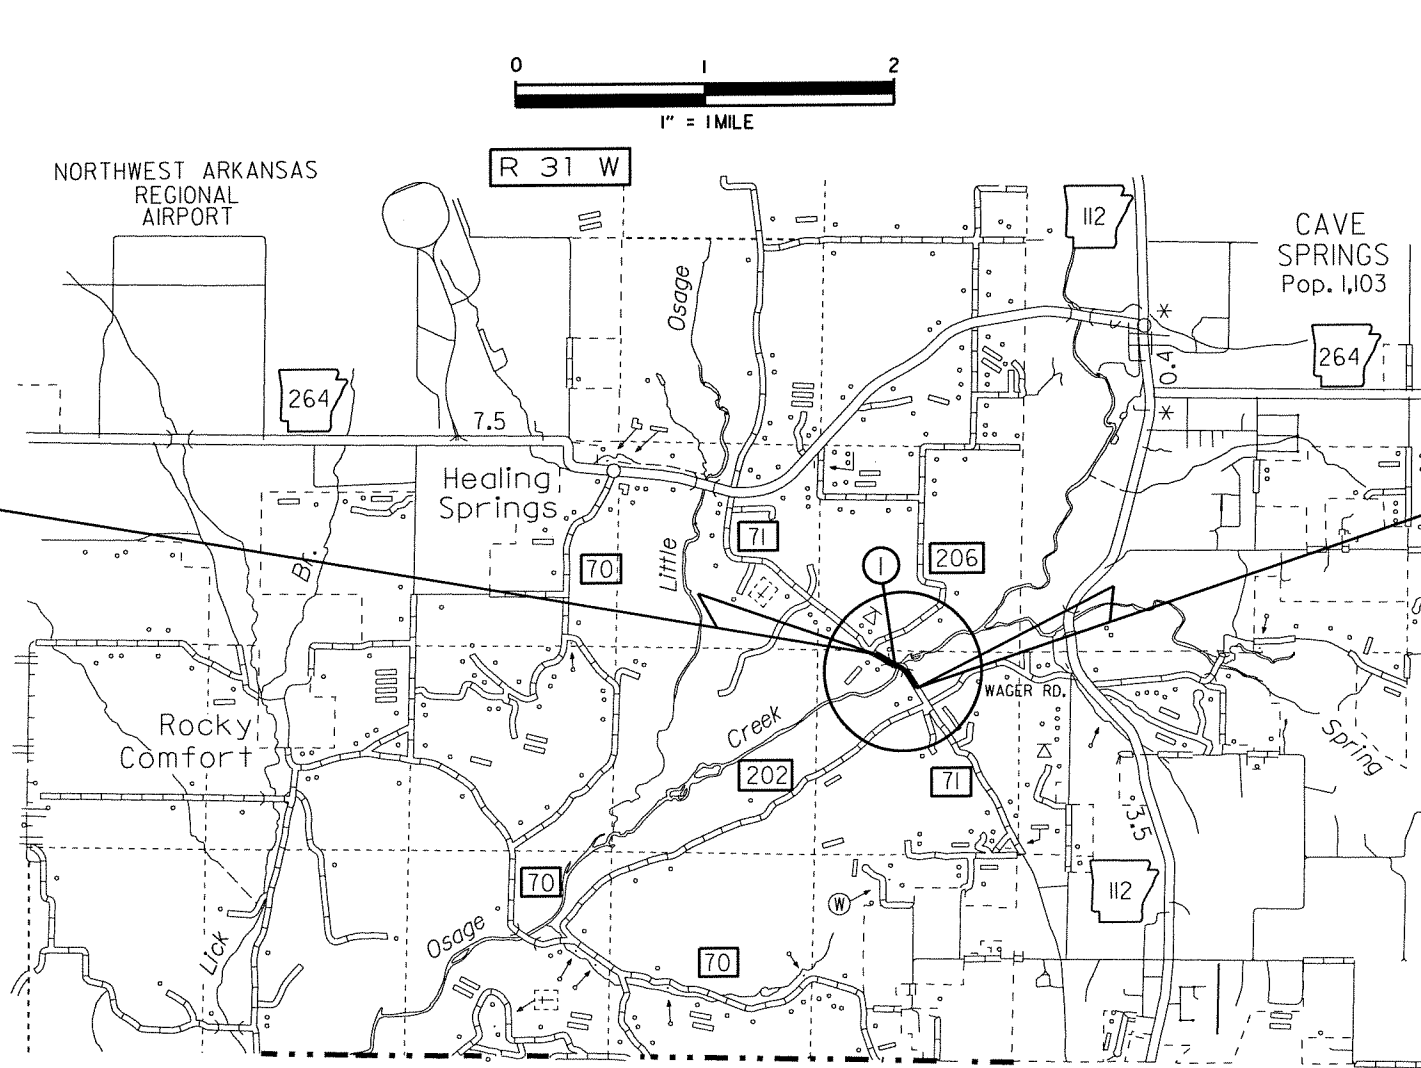 0 1 2
1" = 1 MILE
R 31 W
NORTHWEST ARKANSAS
REGIONAL
AIRPORT
112
CAVE
SPRINGS
Pop. 1,103
Osage
*
264
0.4
264
7.5
*
Healing
Springs
71
206
1
70
Little
Br.
WAGER RD.
Rocky
Comfort
Creek
Spring
202
71
3.5
70
112
W
Osage
Lick
70